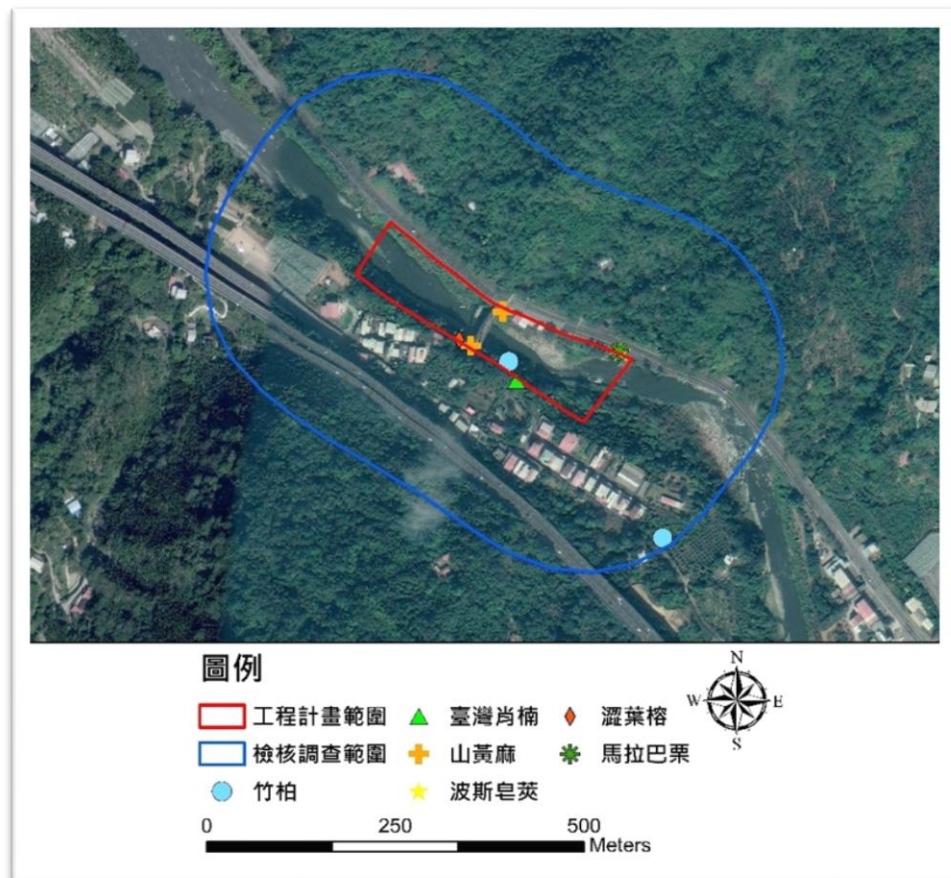 圖例
N
W E
S
工程計畫範圍 臺灣肖楠 澀葉榕
檢核調查範圍 山黃麻 馬拉巴栗
竹柏 波斯皂莢
0 250 500
Meters